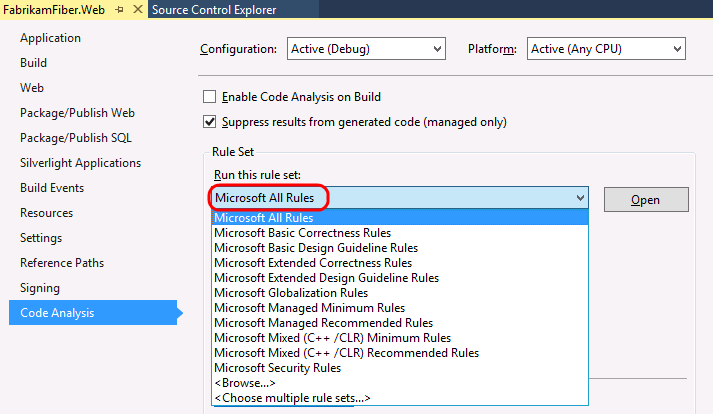 FabrikamFiber.Web
Source Control Explorer
Application
Build
Web
Package/Publish Web
Package/Publish SQL
Silverlight Applications
Build Events
Resources
Settings
Reference Paths
Signing
Code Analysis
Configuration: Active (Debug) Platform: Active (Any CPU)
Enable Code Analysis on Build
Suppress results from generated code (managed only)
Rule Set
Run this rule set:
Microsoft All Rules
Open
Microsoft All Rules
Microsoft Basic Correctness Rules
Microsoft Basic Design Guideline Rules
Microsoft Extended Correctness Rules
Microsoft Extended Design Guideline Rules
Microsoft Globalization Rules
Microsoft Managed Minimum Rules
Microsoft Managed Recommended Rules
Microsoft Mixed (C++ /CLR) Minimum Rules
Microsoft Mixed (C++ /CLR) Recommended Rules
Microsoft Security Rules
<Browse...>
<Choose multiple rule sets...>